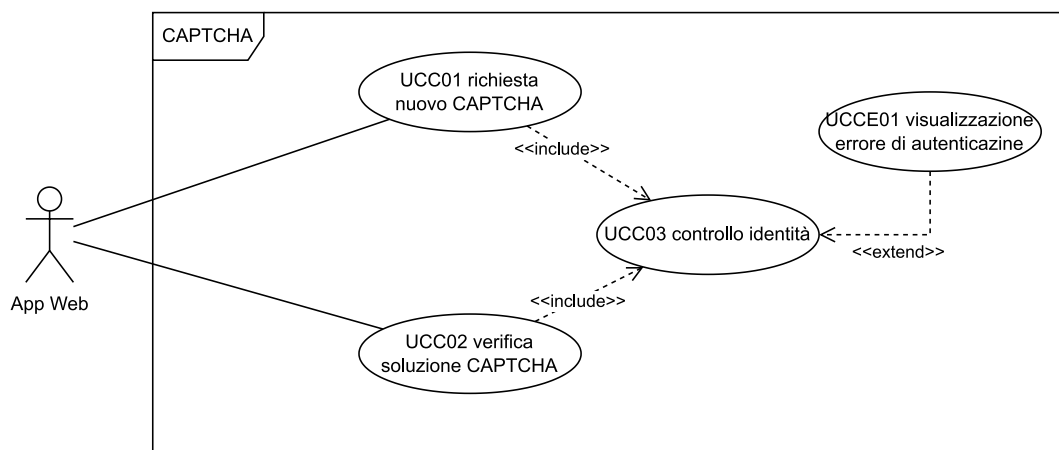 CAPTCHA
UCC01 richiesta
nuovo CAPTCHA
<<include>>
UCCE01 visualizzazione
errore di autenticazine
UCC03 controllo identità
<<extend>>
<<include>>
App Web
UCC02 verifica
soluzione CAPTCHA